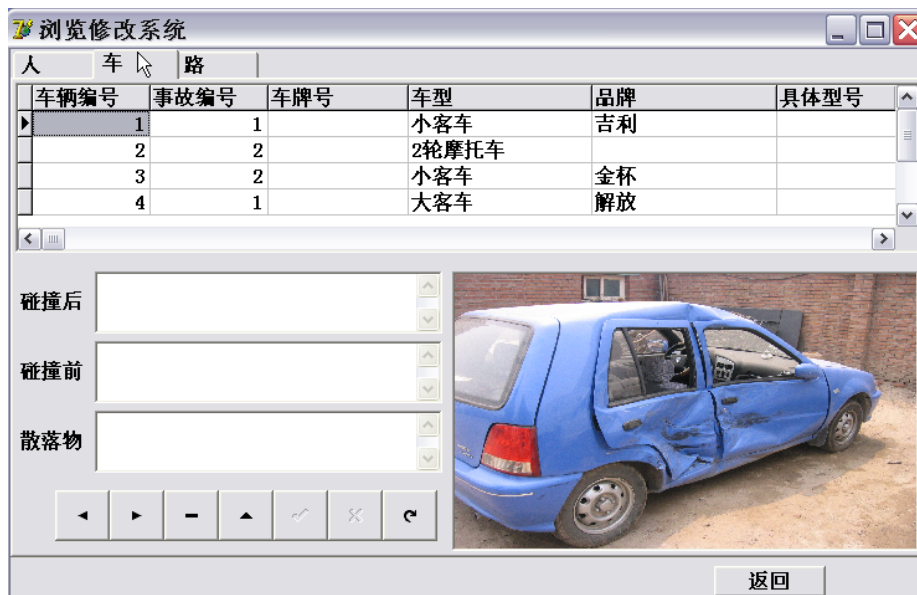 浏览修改系统
人 车 路
车辆编号 事故编号 车牌号 车型 品牌 具体型号
1 1 小客车 吉利
2 2 2轮摩托车
3 2 小客车 金杯
4 1 大客车 解放
碰撞后
碰撞前
散落物
返回